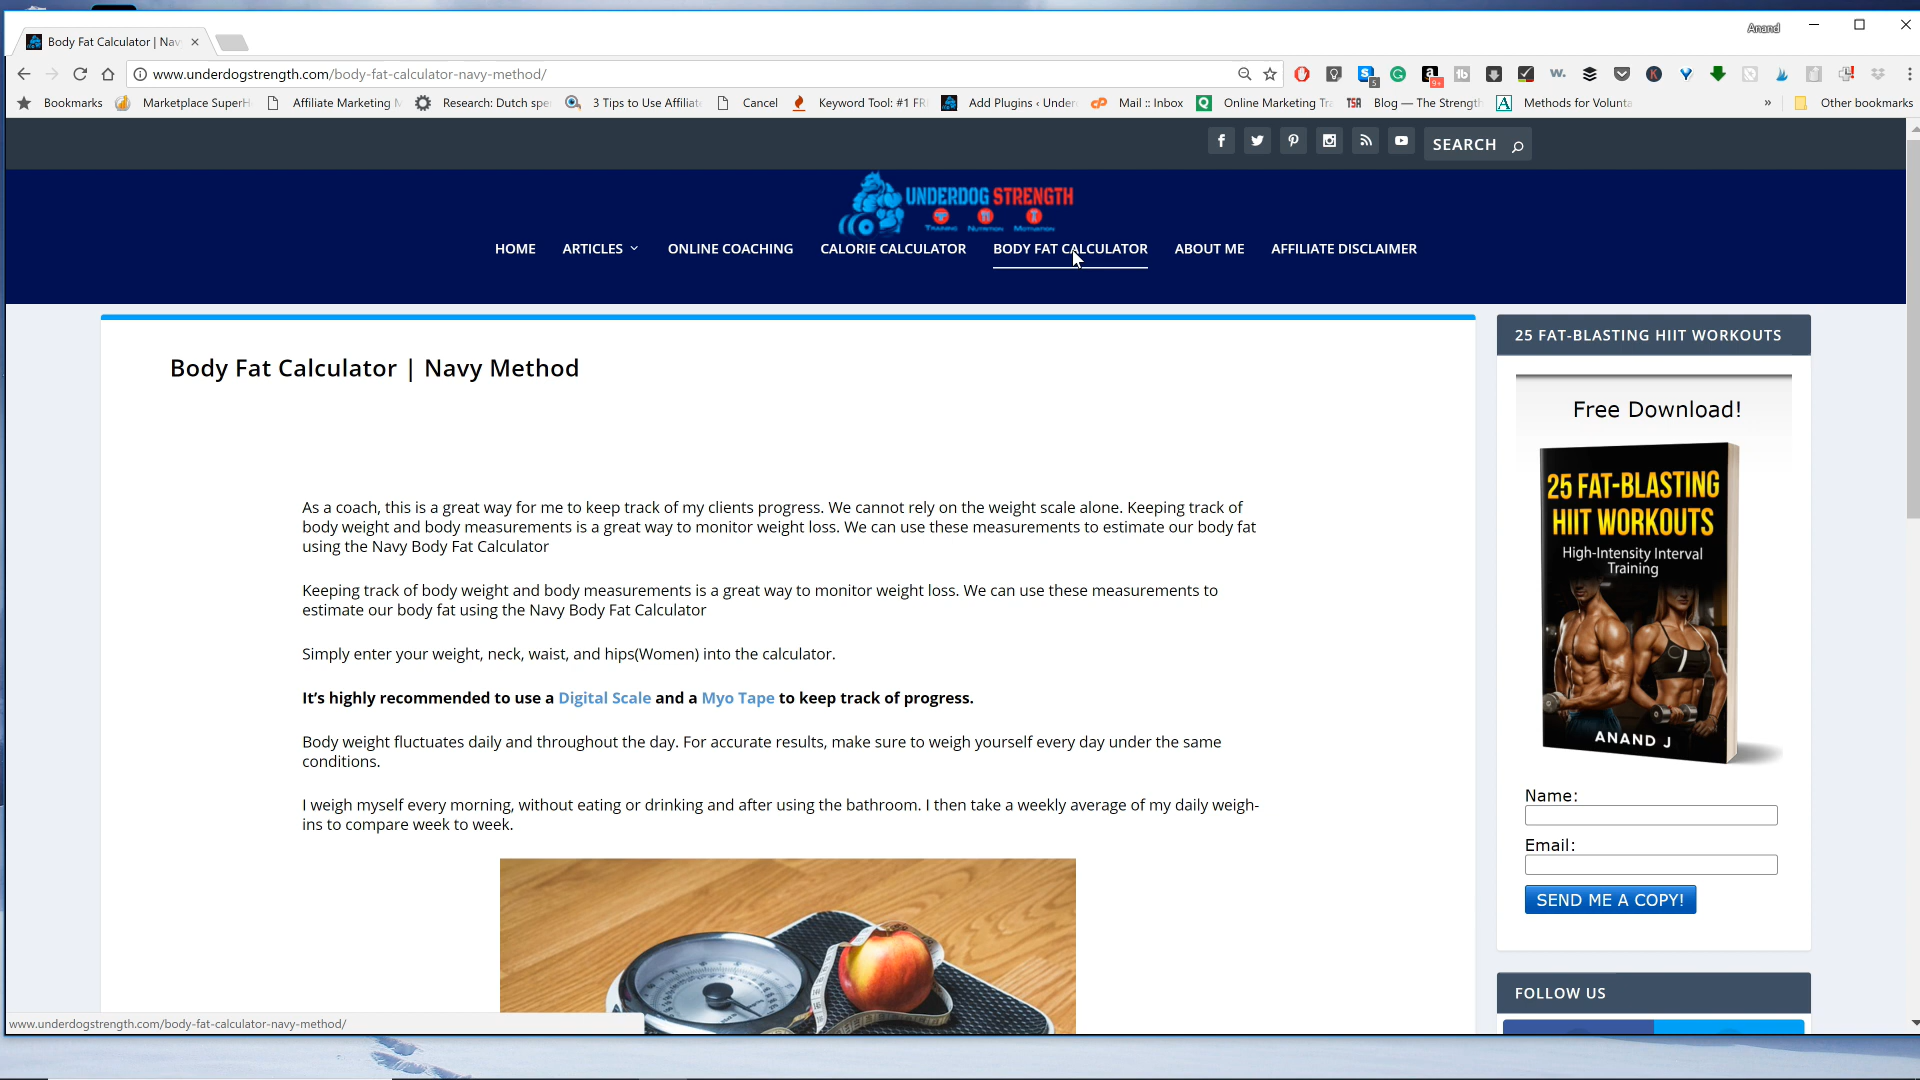 Anand
Body Fat Calculator | Nav
www.underdogstrength.com/body-fat-calculator-navy-method/
Bookmarks Marketplace SuperH Affiliate Marketing Research: Dutch spe 3 Tips to Use Affiliat Cancel Keyword Tool: #1 FR Add Plugins ‹ Under Mail :: Inbox Online Marketing Tr TSR Blog — The Strengt Methods for Volunta » Other bookmarks
SEARCH
UNDERDOG STRENGTH
TRAINING NUTRITION MOTIVATION
HOME ARTICLES ONLINE COACHING CALORIE CALCULATOR BODY FAT CALCULATOR ABOUT ME AFFILIATE DISCLAIMER
Body Fat Calculator | Navy Method
As a coach, this is a great way for me to keep track of my clients progress. We cannot rely on the weight scale alone. Keeping track of
body weight and body measurements is a great way to monitor weight loss. We can use these measurements to estimate our body fat
using the Navy Body Fat Calculator
Keeping track of body weight and body measurements is a great way to monitor weight loss. We can use these measurements to
estimate our body fat using the Navy Body Fat Calculator
Simply enter your weight, neck, waist, and hips(Women) into the calculator.
It's highly recommended to use a Digital Scale and a Myo Tape to keep track of progress.
Body weight fluctuates daily and throughout the day. For accurate results, make sure to weigh yourself every day under the same
conditions.
I weigh myself every morning, without eating or drinking and after using the bathroom. I then take a weekly average of my daily weigh-
ins to compare week to week.
25 FAT-BLASTING HIIT WORKOUTS
Free Download!
25 FAT-BLASTING
HIIT WORKOUTS
High-Intensity Interval
Training
ANAND J
Name:
Email:
SEND ME A COPY!
FOLLOW US
www.underdogstrength.com/body-fat-calculator-navy-method/